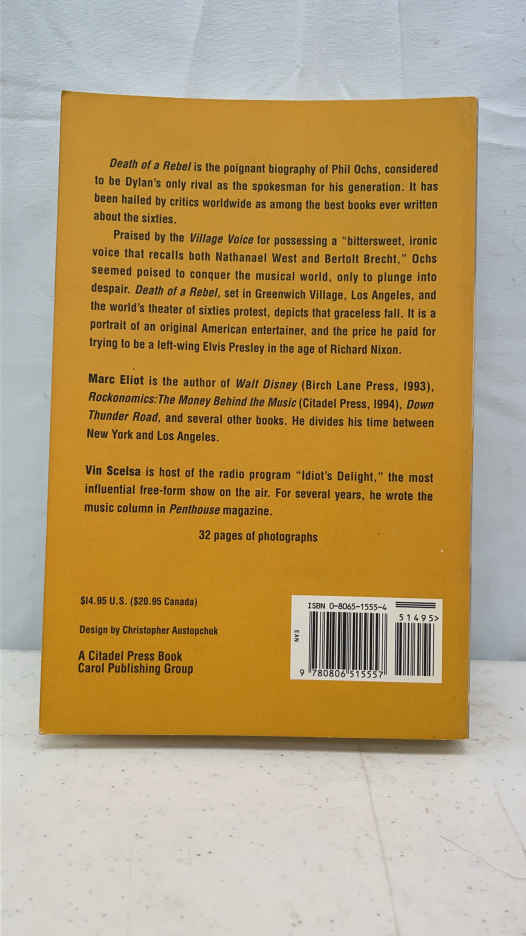 Death of a Rebel is the poignant biography of Phil Ochs, considered
to be Dylan's only rival as the spokesman for his generation. It has
been hailed by critics worldwide as among the best books ever written
about the sixties.
Praised by the Village Voice for possessing a "bittersweet, ironic
voice that recalls both Nathanael West and Bertolt Brecht," Ochs
seemed poised to conquer the musical world, only to plunge into
despair. Death of a Rebel, set in Greenwich Village, Los Angeles, and
the world's theater of sixties protest, depicts that graceless fall. It is a
portrait of an original American entertainer, and the price he paid for
trying to be a left-wing Elvis Presley in the age of Richard Nixon.
Marc Eliot is the author of Walt Disney (Birch Lane Press, 1993),
Rockonomics:The Money Behind the Music (Citadel Press, 1994), Down
Thunder Road, and several other books. He divides his time between
New York and Los Angeles.
Vin Scelsa is host of the radio program "Idiot's Delight," the most
influential free-form show on the air. For several years, he wrote the
music column in Penthouse magazine.
32 pages of photographs
$14.95 U.S. ($20.95 Canada)
Design by Christopher Austopchuk
A Citadel Press Book
Carol Publishing Group
ISBN 0-8065-1555-4
51495>
EAN
9 780806 515557